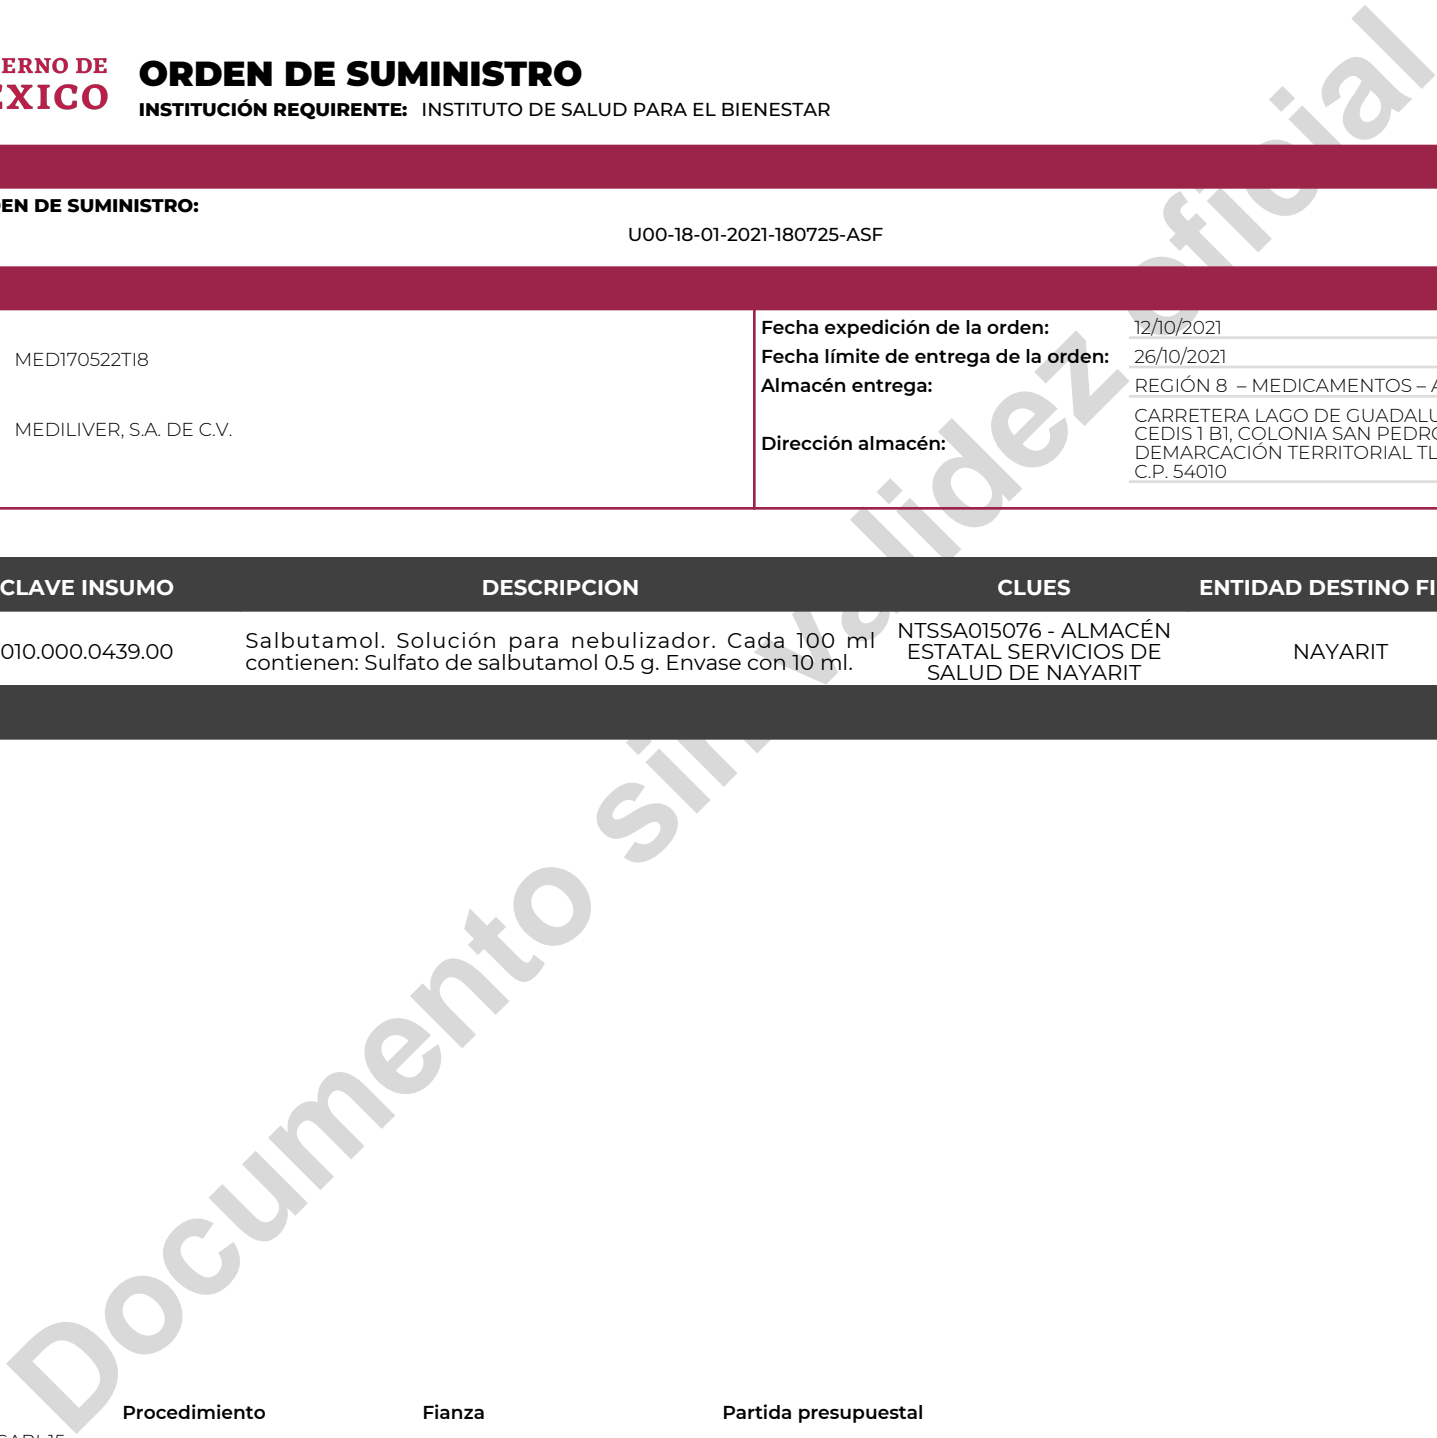 ERNO DE
XICO
ORDEN DE SUMINISTRO
INSTITUCIÓN REQUIRENTE: INSTITUTO DE SALUD PARA EL BIENESTAR
EN DE SUMINISTRO:
U00-18-01-2021-180725-ASF
MED170522TI8
MEDILIVER, S.A. DE C.V.
Fecha expedición de la orden: 12/10/2021
Fecha límite de entrega de la orden: 26/10/2021
Almacén entrega: REGIÓN 8 – MEDICAMENTOS –
Dirección almacén:
CARRETERA LAGO DE GUADALU
CEDIS 1 B1, COLONIA SAN PEDRO
DEMARCACIÓN TERRITORIAL TL
C.P. 54010
CLAVE INSUMO DESCRIPCION CLUES ENTIDAD DESTINO FI
010.000.0439.00
Salbutamol. Solución para nebulizador. Cada 100 ml
contienen: Sulfato de salbutamol 0.5 g. Envase con 10 ml.
NTSSA015076 - ALMACÉN
ESTATAL SERVICIOS DE
SALUD DE NAYARIT
NAYARIT
Documento sin validez oficial
Procedimiento Fianza Partida presupuestal